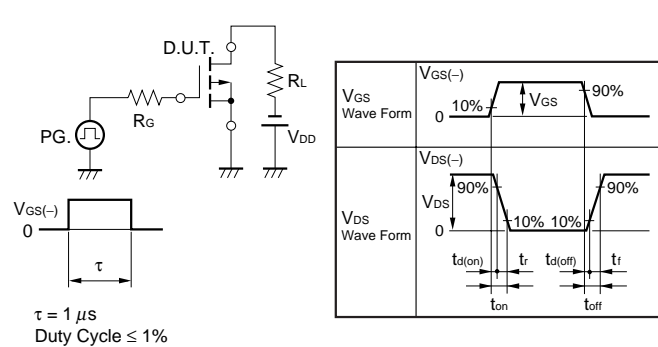 D.U.T.
RL
RG
PG.
VDD
VGS(−)
0
τ
τ = 1 μs
Duty Cycle ≤ 1%
VGS
Wave Form
VGS(−)
10%
0
VGS
90%
VDS
Wave Form
VDS(−)
90%
VDS
0
10% 10%
90%
td(on) tr td(off) tf
ton toff